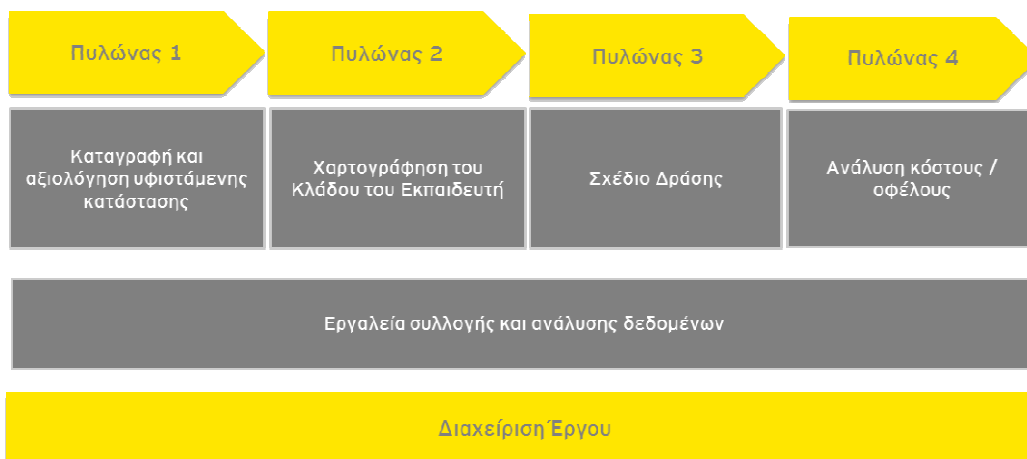 Πυλώνας 1
Πυλώνας 2
Πυλώνας 3
Πυλώνας 4
Καταγραφή και
αξιολόγηση υφιστάμενης
κατάστασης
Χαρτογράφηση του
Κλάδου του Εκπαιδευτή
Σχέδιο Δράσης
Ανάλυση κόστους /
οφέλους
Εργαλεία συλλογής και ανάλυσης δεδομένων
Διαχείριση Έργου